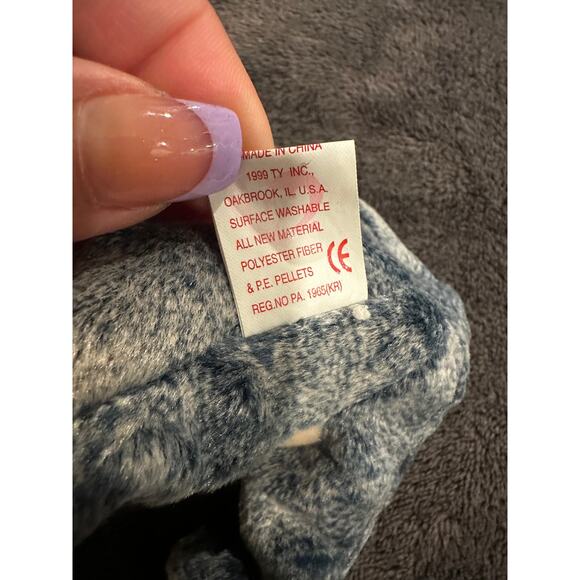 MADE IN CHINA
1999 TY INC.,
OAKBROOK, IL. U.S.A.
SURFACE WASHABLE
ALL NEW MATERIAL
POLYESTER FIBER
& P.E. PELLETS CE
REG.NO PA. 1965(KR)